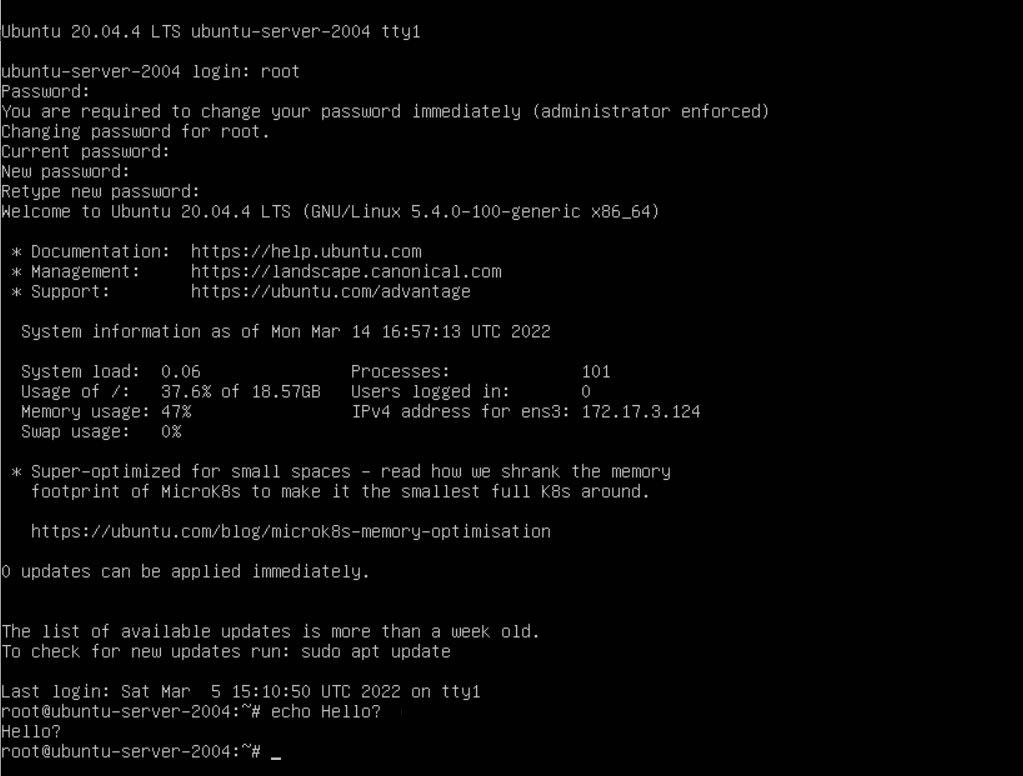 Ubuntu 20.04.4 LTS ubuntu-server-2004 tty1
ubuntu-server-2004 login: root
Password:
You are required to change your password immediately (administrator enforced)
Changing password for root.
Current password:
New password:
Retype new password:
Welcome to Ubuntu 20.04.4 LTS (GNU/Linux 5.4.0-100-generic x86_64)
* Documentation:  https://help.ubuntu.com
* Management:     https://landscape.canonical.com
* Support:        https://ubuntu.com/advantage
System information as of Mon Mar 14 16:57:13 UTC 2022
System load:  0.06               Processes:             101
Usage of /:   37.6% of 18.57GB   Users logged in:       0
Memory usage: 47%                IPv4 address for ens3: 172.17.3.124
Swap usage:   0%
* Super-optimized for small spaces - read how we shrank the memory
footprint of MicroK8s to make it the smallest full K8s around.
https://ubuntu.com/blog/microk8s-memory-optimisation
0 updates can be applied immediately.
The list of available updates is more than a week old.
To check for new updates run: sudo apt update
Last login: Sat Mar  5 15:10:50 UTC 2022 on tty1
root@ubuntu-server-2004:~# echo Hello?
Hello?
root@ubuntu-server-2004:~# _